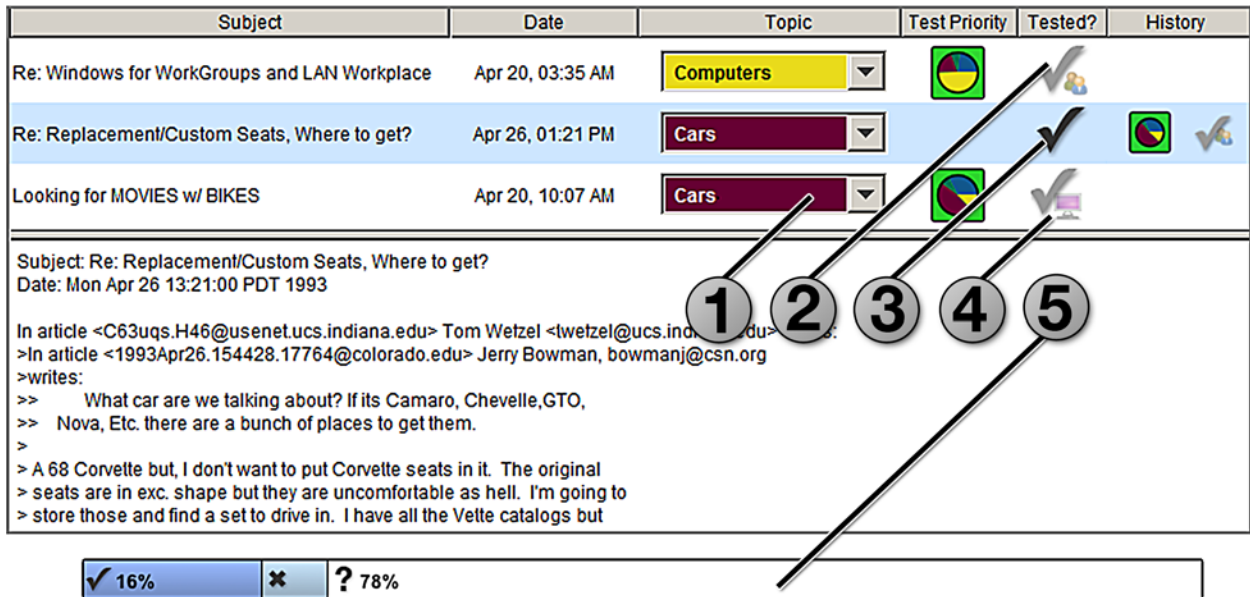 Subject Date Topic Test Priority Tested? History
Re: Windows for WorkGroups and LAN Workplace Apr 20, 03:35 AM Computers
Re: Replacement/Custom Seats, Where to get? Apr 26, 01:21 PM Cars
Looking for MOVIES w/ BIKES Apr 20, 10:07 AM Cars
1 2 3 4 5
Subject: Re: Replacement/Custom Seats, Where to get?
Date: Mon Apr 26 13:21:00 PDT 1993
In article <C63uqs.H46@usenet.ucs.indiana.edu> Tom Wetzel <twetzel@ucs.ind
>In article <1993Apr26.154428.17764@colorado.edu> Jerry Bowman, bowmanj@csn.org
>writes:
>> What car are we talking about? If its Camaro, Chevelle,GTO,
>> Nova, Etc. there are a bunch of places to get them.
>
> A 68 Corvette but, I don't want to put Corvette seats in it. The original
> seats are in exc. shape but they are uncomfortable as hell. I'm going to
> store those and find a set to drive in. I have all the Vette catalogs but
✓ 16% ✖ ? 78%